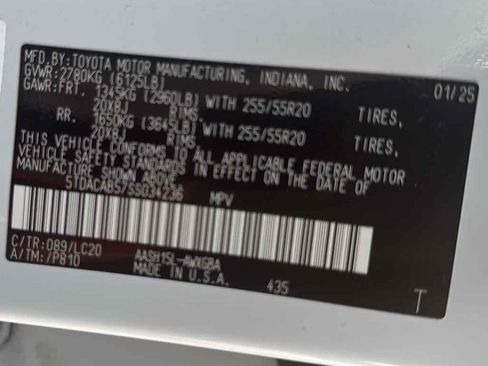 MFD.BY:TOYOTA MOTOR MANUFACTURING, INDIANA, INC. 01/25
GVWR:2780KG (6125LB)
GAWR:FRT. 1345KG (2960LB) WITH 255/55R20 TIRES,
20X8J RIMS,
RR. 1650KG (3645LB) WITH 255/55R20 TIRES,
20X8J RIMS.
THIS VEHICLE CONFORMS TO ALL APPLICABLE FEDERAL MOTOR
VEHICLE SAFETY STANDARDS IN EFFECT ON THE DATE OF
MANUFACTURE SHOWN ABOVE.
5TDACAB57SS034236 MPV
C/TR:089/LC20 AASH15L-AWXGBA
A/TM:/P810 MADE IN U.S.A. 435 T